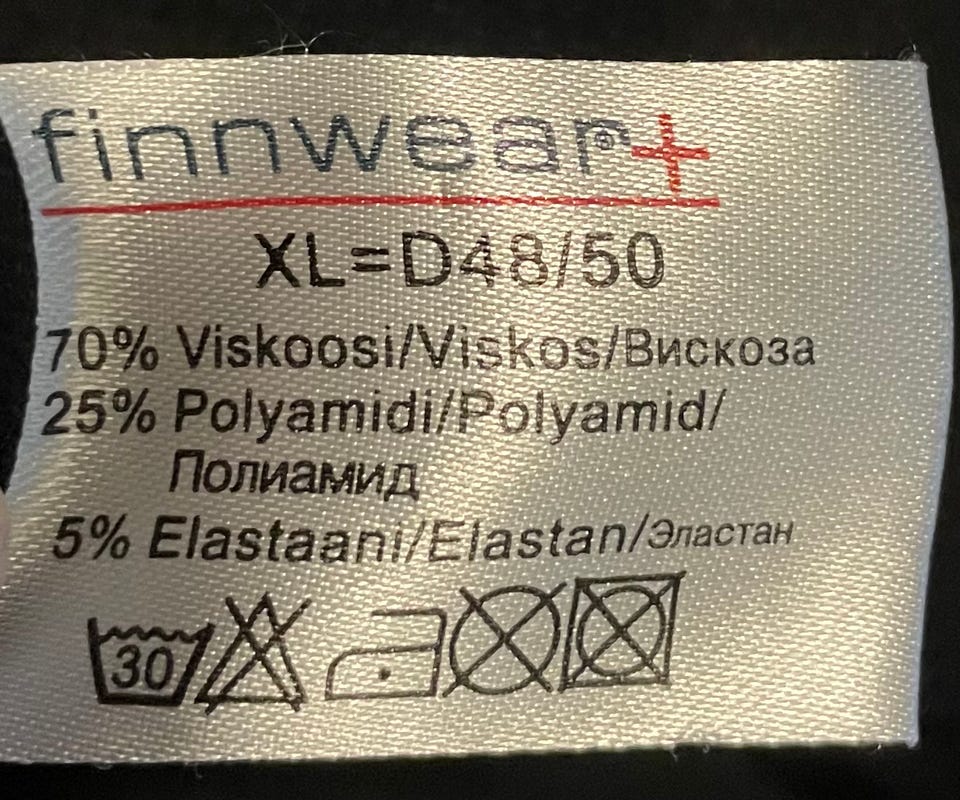 finnwear®+
XL=D48/50
70% Viskoosi/Viskos/Вискоза
25% Polyamidi/Polyamid/
Полиамид
5% Elastaani/Elastan/Эластан
30